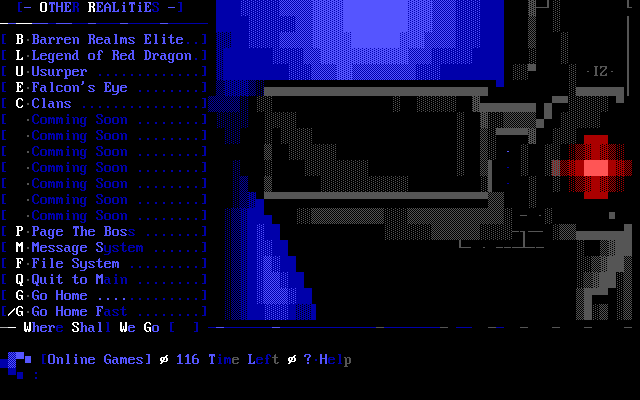 [- OTHER REALiTiES -]
[ B·Barren Realms Elite..]
[ L·Legend of Red Dragon.]
[ U·Usurper ..............]
[ E·Falcon's Eye .........]
[ C·Clans ................]
[ ·Comming Soon ..........]
[ ·Comming Soon ..........]
[ ·Comming Soon ..........]
[ ·Comming Soon ..........]
[ ·Comming Soon ..........]
[ ·Comming Soon ..........]
[ ·Comming Soon ..........]
[ P·Page The Boss ........]
[ M·Message System .......]
[ F·File System ..........]
[ Q·Quit to Main .........]
[ G·Go Home ....  ........]
[/G·Go Home Fast .........]
Where Shall We Go [  ]
[Online Games] ø 116 Time Left ø ? Help
:
·IZ·